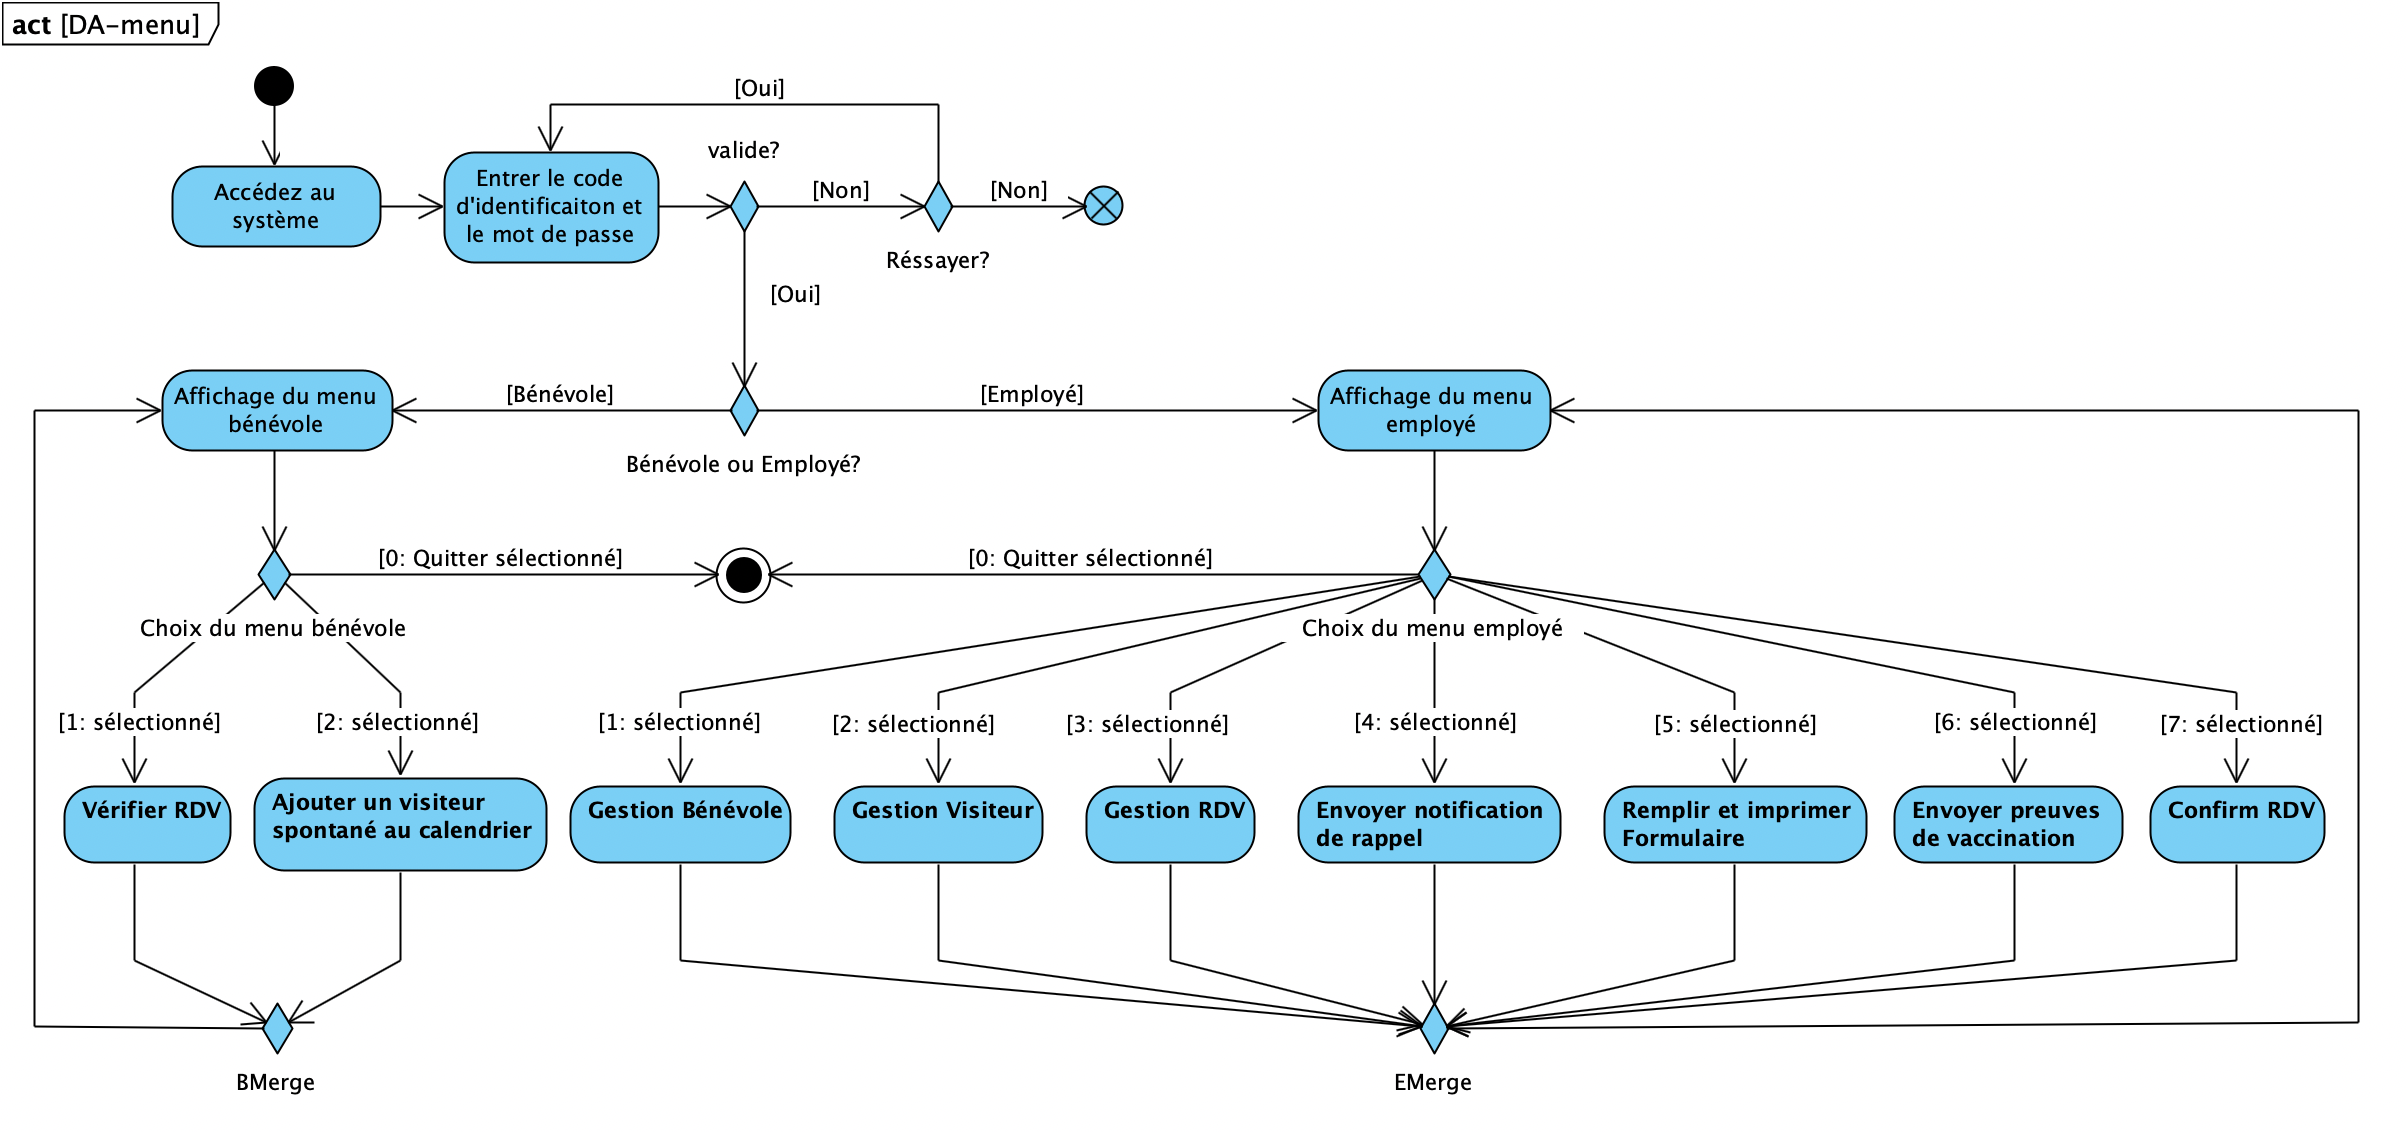 act [DA-menu]
[Oui]
valide?
Accédez au
système
Entrer le code
d'identificaiton et
le mot de passe
[Non]
[Non]
Réssayer?
[Oui]
Affichage du menu
bénévole
[Bénévole]
[Employé]
Affichage du menu
employé
Bénévole ou Employé?
[0: Quitter sélectionné]
[0: Quitter sélectionné]
Choix du menu bénévole
Choix du menu employé
[1: sélectionné]
[2: sélectionné]
[1: sélectionné]
[2: sélectionné]
[3: sélectionné]
[4: sélectionné]
[5: sélectionné]
[6: sélectionné]
[7: sélectionné]
Vérifier RDV
Ajouter un visiteur
spontané au calendrier
Gestion Bénévole
Gestion Visiteur
Gestion RDV
Envoyer notification
de rappel
Remplir et imprimer
Formulaire
Envoyer preuves
de vaccination
Confirm RDV
BMerge
EMerge